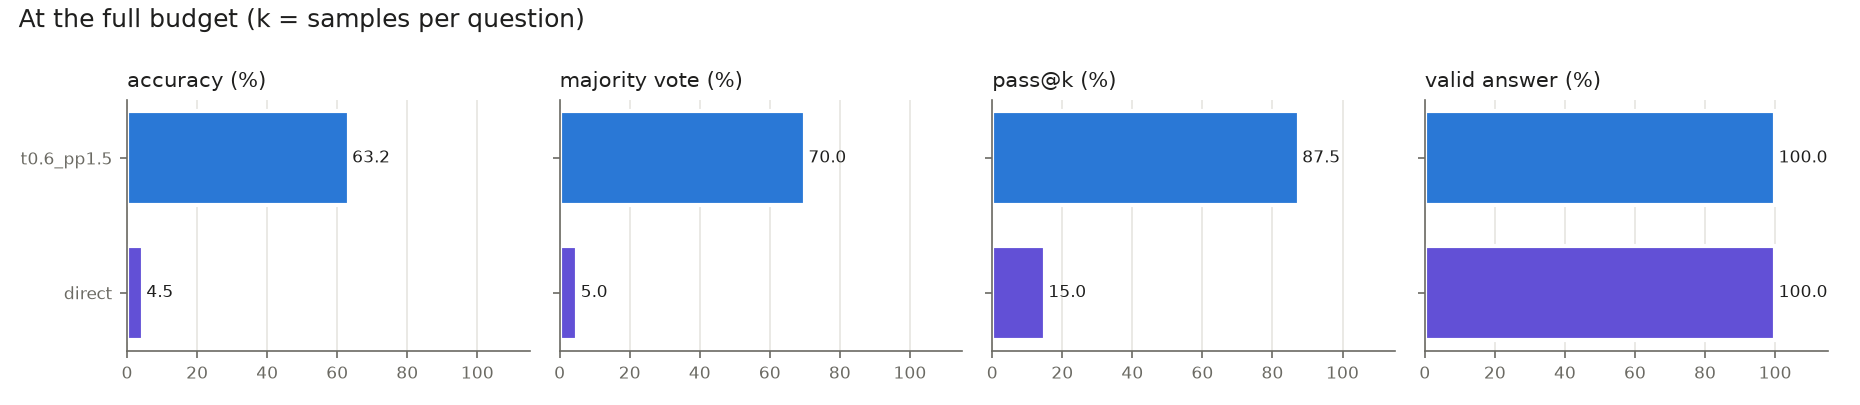 At the full budget (k = samples per question)
accuracy (%)
majority vote (%)
pass@k (%)
valid answer (%)
t0.6_pp1.5
63.2
70.0
87.5
100.0
direct
4.5
5.0
15.0
100.0
0 20 40 60 80 100
0 20 40 60 80 100
0 20 40 60 80 100
0 20 40 60 80 100